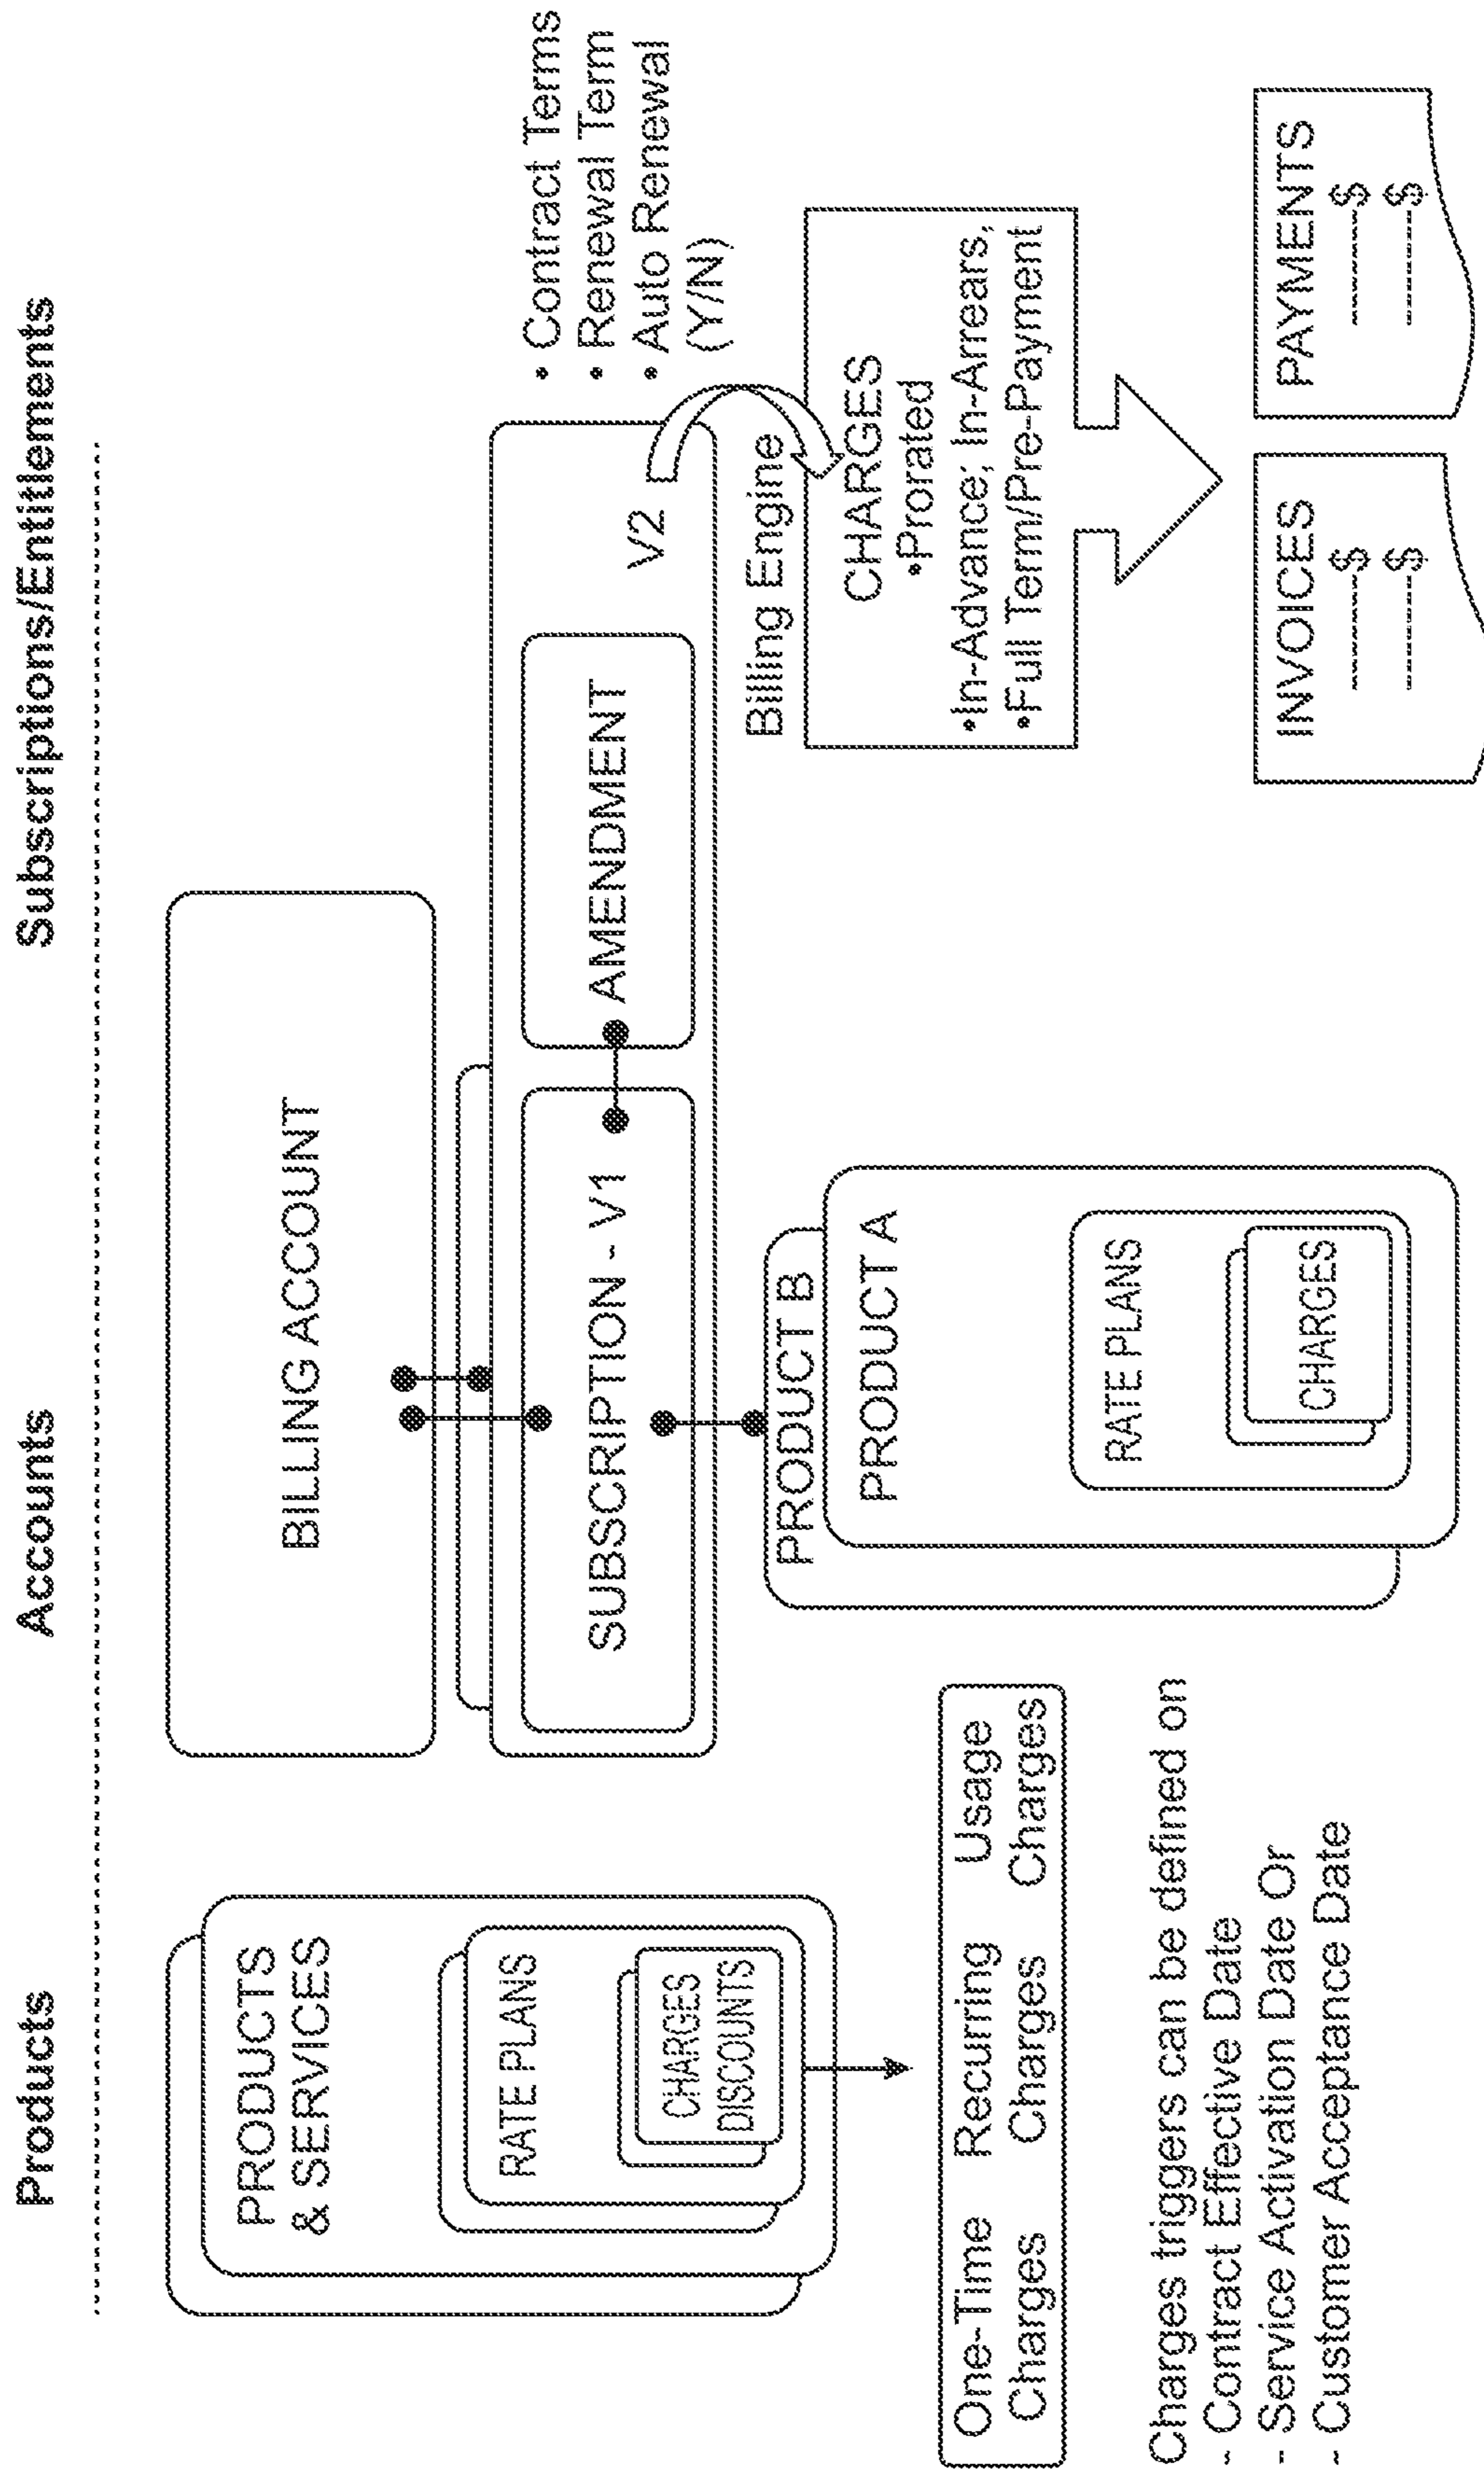 Products
Accounts
Subscriptions/Entitlements
PRODUCTS
& SERVICES
RATE PLANS
CHARGES
DISCOUNTS
One-Time
Charges
Recurring
Charges
Usage
Charges
Charges triggers can be defined on
- Contract Effective Date
- Service Activation Date Or
- Customer Acceptance Date
BILLING ACCOUNT
SUBSCRIPTION - V1
AMENDMENT
V2
• Contract Terms
• Renewal Term
• Auto Renewal
(Y/N)
PRODUCT B
PRODUCT A
RATE PLANS
CHARGES
Billing Engine
CHARGES
•Prorated
•In-Advance; In-Arrears,
•Full Term/Pre-Payment
INVOICES
-------- $
-------- $
PAYMENTS
-------- $
-------- $